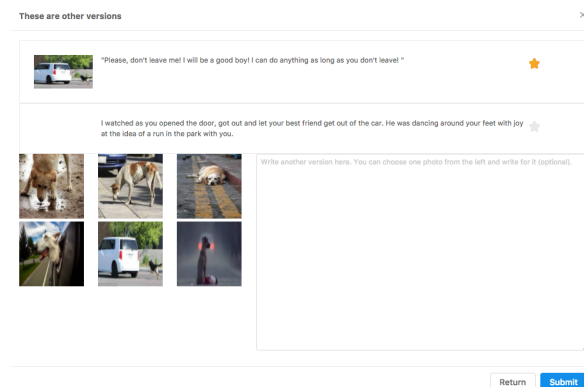 These are other versions
"Please, don't leave me! I will be a good boy! I can do anything as long as you don't leave! "
I watched as you opened the door, got out and let your best friend get out of the car. He was dancing around your feet with joy
at the idea of a run in the park with you.
Write another version here. You can choose one photo from the left and write for it (optional).
Return
Submit